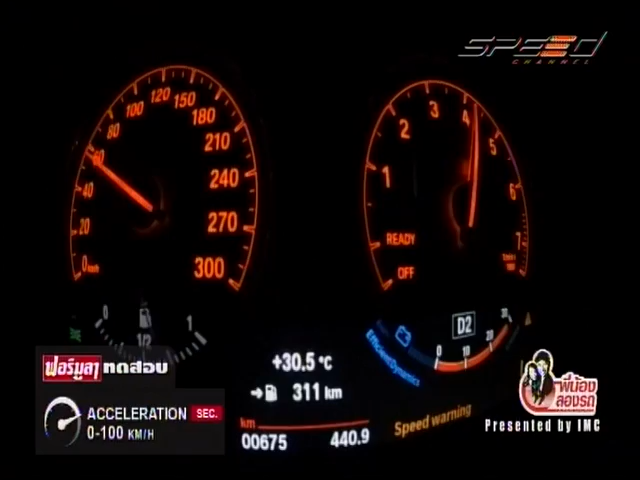 SPEED
CHANNEL
0 km/h
20
40
60
80
100
120
150
180
210
240
270
300
OFF
READY
1
2
3
4
5
6
7
0
1/2
1
D2
0
10
20
30
EfficientDynamics
+30.5 °C
311 km
km
00675
440.9
Speed warning
ฟอร์มูลา ทดสอบ
ACCELERATION SEC.
0-100 KM/H
พี่น้อง
ลองรถ
Presented by IMC